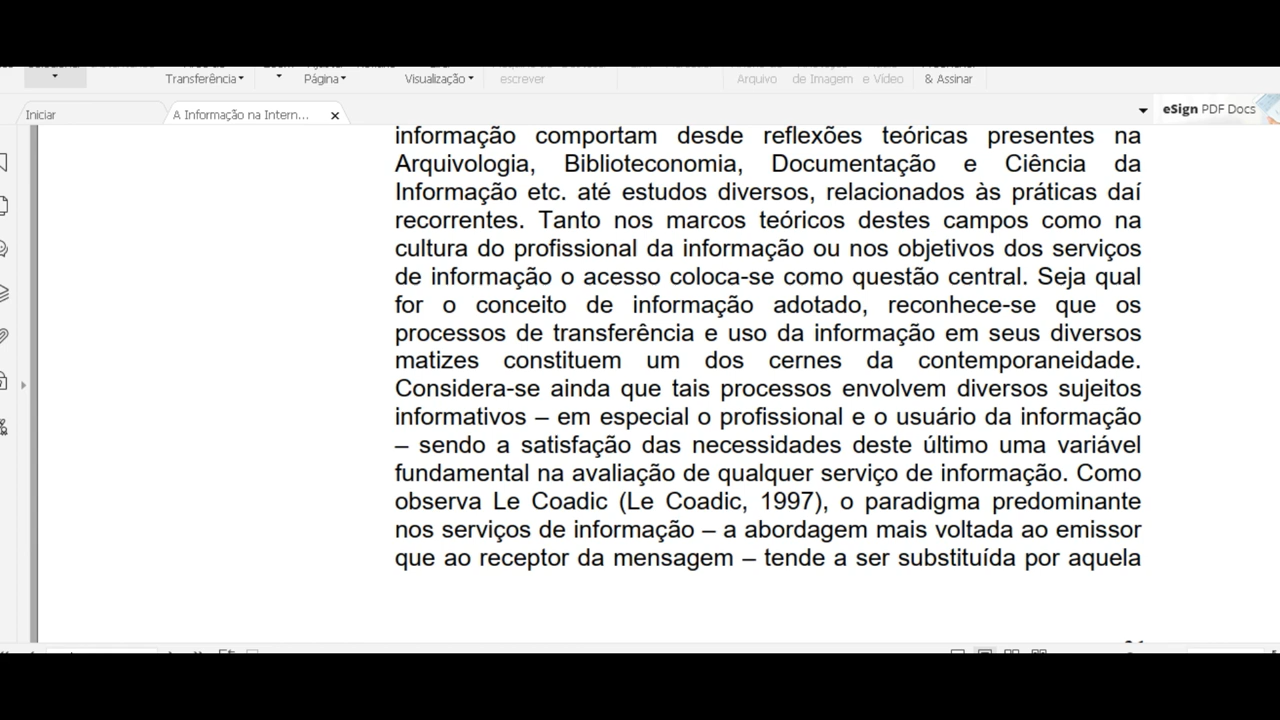 Transferência
Página
Visualização
escrever
Arquivo
de Imagem
e Vídeo
& Assinar
Iniciar
A Informação na Intern...
eSign PDF Docs
informação comportam desde reflexões teóricas presentes na
Arquivologia, Biblioteconomia, Documentação e Ciência da
Informação etc. até estudos diversos, relacionados às práticas daí
recorrentes. Tanto nos marcos teóricos destes campos como na
cultura do profissional da informação ou nos objetivos dos serviços
de informação o acesso coloca-se como questão central. Seja qual
for o conceito de informação adotado, reconhece-se que os
processos de transferência e uso da informação em seus diversos
matizes constituem um dos cernes da contemporaneidade.
Considera-se ainda que tais processos envolvem diversos sujeitos
informativos – em especial o profissional e o usuário da informação
– sendo a satisfação das necessidades deste último uma variável
fundamental na avaliação de qualquer serviço de informação. Como
observa Le Coadic (Le Coadic, 1997), o paradigma predominante
nos serviços de informação – a abordagem mais voltada ao emissor
que ao receptor da mensagem – tende a ser substituída por aquela